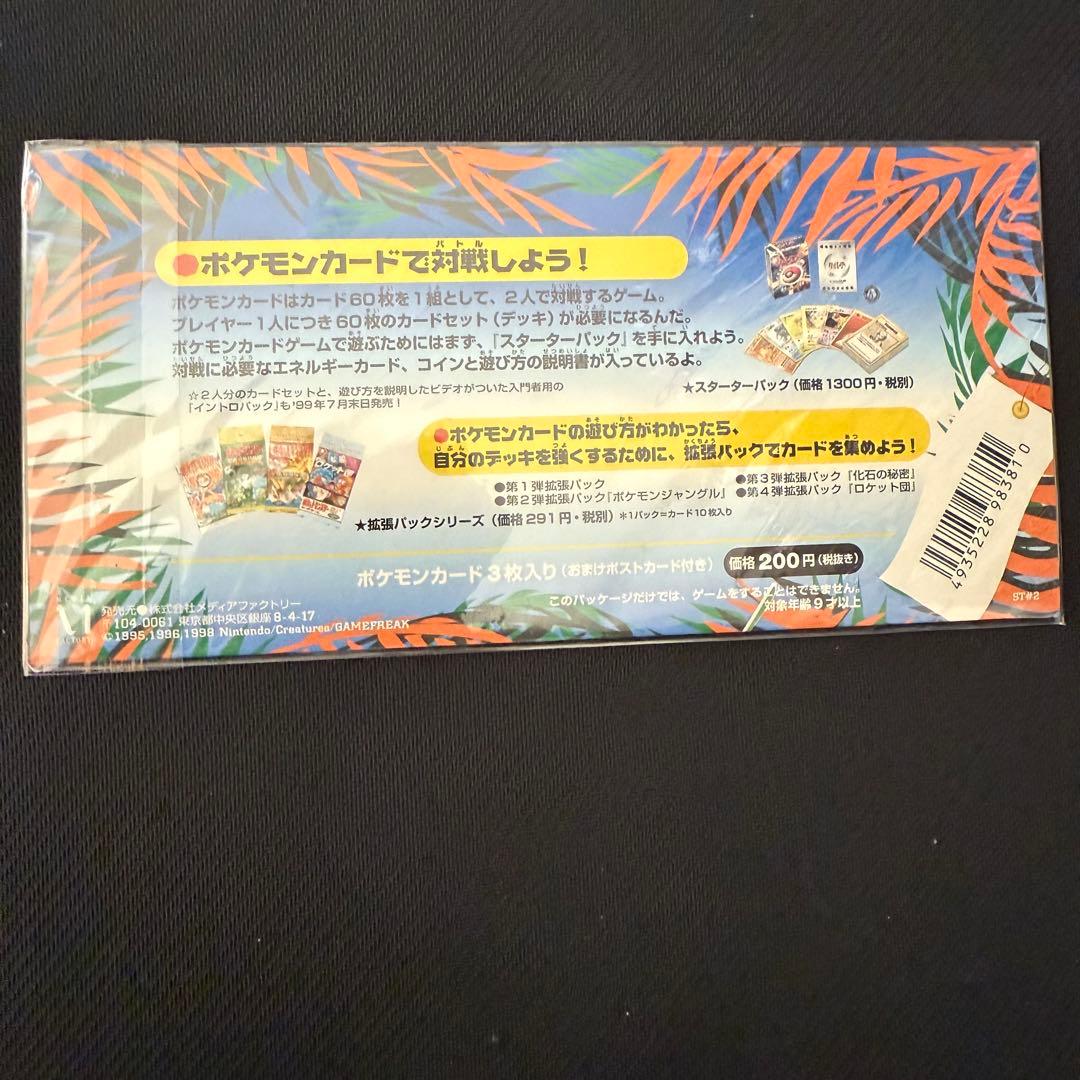 ●ポケモンカードで対戦しよう！
バトル
ポケモンカードはカード60枚を1組として、2人で対戦するゲーム。
プレイヤー1人につき60枚のカードセット（デッキ）が必要になるんだ。
ポケモンカードゲームで遊ぶためにはまず、『スターターパック』を手に入れよう。
対戦に必要なエネルギーカード、コインと遊び方の説明書が入っているよ。
☆2人分のカードセットと、遊び方を説明したビデオがついた入門者用の
『イントロパック』も'99年7月末日発売！
★スターターパック（価格1300円・税別）
●ポケモンカードの遊び方がわかったら、
自分のデッキを強くするために、拡張パックでカードを集めよう！
●第1弾拡張パック
●第2弾拡張パック『ポケモンジャングル』
●第3弾拡張パック『化石の秘密』
●第4弾拡張パック『ロケット団』
★拡張パックシリーズ（価格291円・税別）＊1パック=カード10枚入り
ポケモンカード3枚入り（おまけポストカード付き）
価格200円（税抜き）
このパッケージだけでは、ゲームをすることはできません。
対象年齢9才以上
発売元●株式会社メディアファクトリー
〒104-0061 東京都中央区銀座8-4-17
©1995,1996,1998 Nintendo/Creatures/GAMEFREAK
4935228983810
ST#2